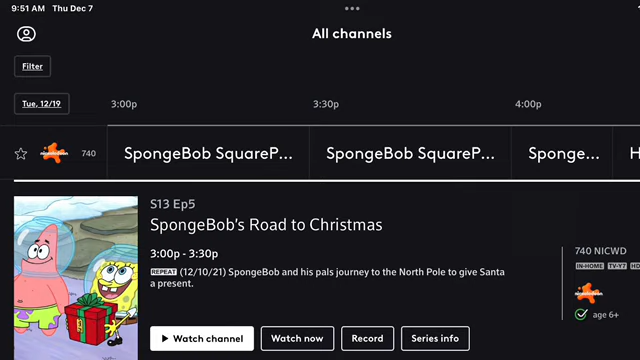 9:51 AM Thu Dec 7
All channels
Filter
Tue, 12/19 3:00p 3:30p 4:00p
nickelodeon 740 SpongeBob SquareP... SpongeBob SquareP... Sponge... H
S13 Ep5
SpongeBob's Road to Christmas
3:00p - 3:30p
REPEAT (12/10/21) SpongeBob and his pals journey to the North Pole to give Santa
a present.
740 NICWD
IN-HOME TV-Y7 HD
nickelodeon
age 6+
Watch channel Watch now Record Series info